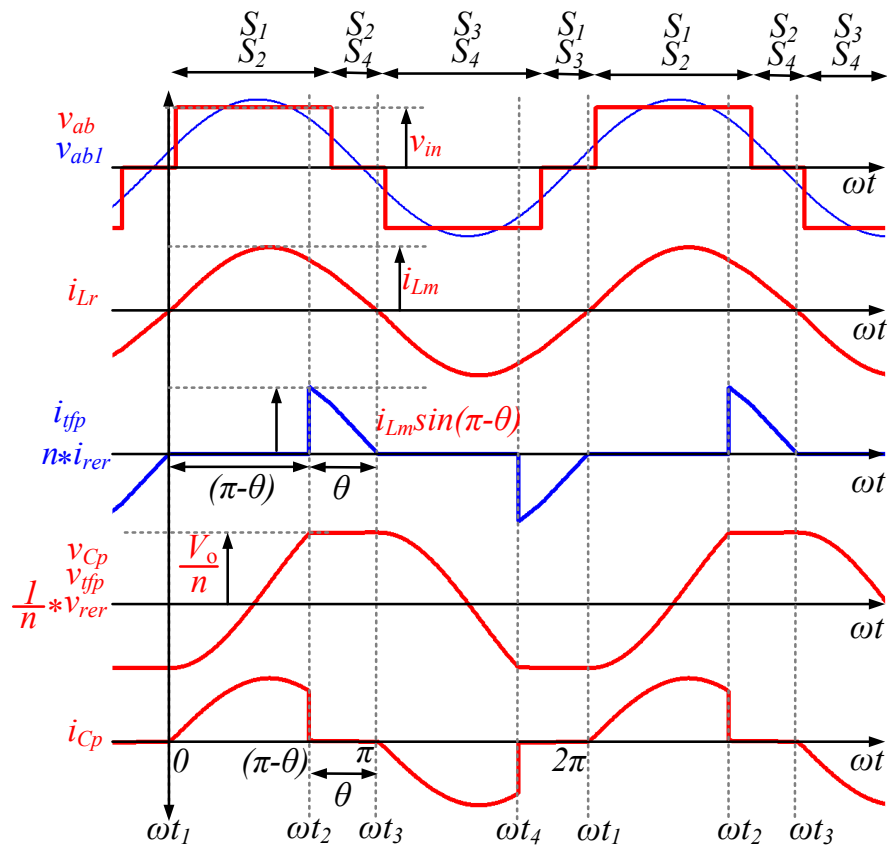 S1 S2 S3 S1 S1 S2 S3
S2 S4 S4 S3 S2 S4 S4
vab
vab1
vin
ωt
iLr
iLm
ωt
itfp
n*irer
iLmsin(π-θ)
(π-θ) θ
ωt
vCp
vtfp
1/n*vrer
Vo/n
ωt
iCp
ωt
0 (π-θ) π 2π
θ
ωt1 ωt2 ωt3 ωt4 ωt1 ωt2 ωt3